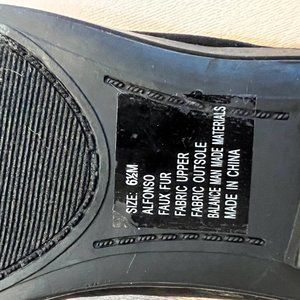 SIZE: 6½M
ALFONSO
FAUX FUR
FABRIC UPPER
FABRIC OUTSOLE
BALANCE MAN MADE MATERIALS
MADE IN CHINA